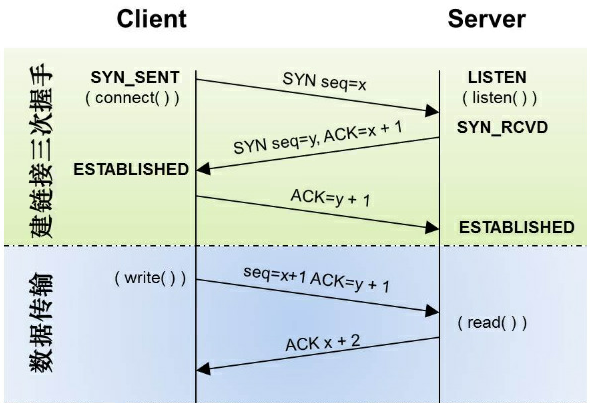 Client
Server
建链接三次握手
SYN_SENT
( connect( ) )
SYN seq=x
LISTEN
( listen( ) )
SYN_RCVD
SYN seq=y, ACK=x + 1
ESTABLISHED
ACK=y + 1
ESTABLISHED
数据传输
( write( ) )
seq=x+1 ACK=y + 1
( read( ) )
ACK x + 2